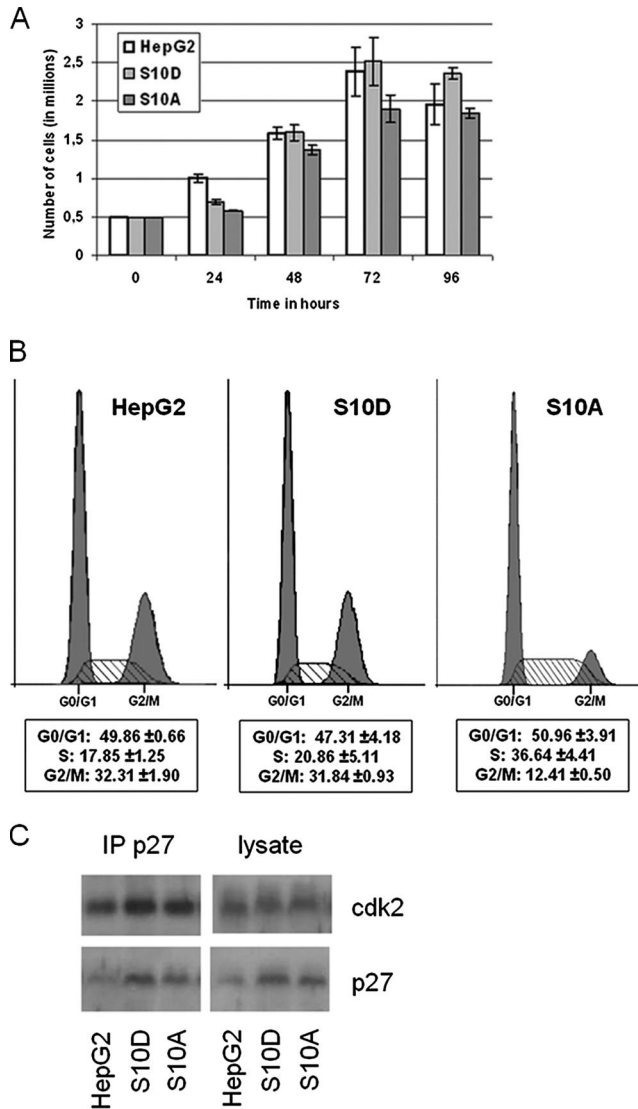 A
HepG2
S10D
S10A
Number of cells (in millions)
3
2,5
2
1.5
1
0.5
0
0
24
48
72
96
Time in hours
B
HepG2
S10D
S10A
G0/G1
G2/M
G0/G1
G2/M
G0/G1
G2/M
G0/G1: 49.86 ±0.66
S: 17.85 ±1.25
G2/M: 32.31 ±1.90
G0/G1: 47.31 ±4.18
S: 20.86 ±5.11
G2/M: 31.84 ±0.93
G0/G1: 50.96 ±3.91
S: 36.64 ±4.41
G2/M: 12.41 ±0.50
C
IP p27
lysate
cdk2
p27
HepG2
S10D
S10A
HepG2
S10D
S10A